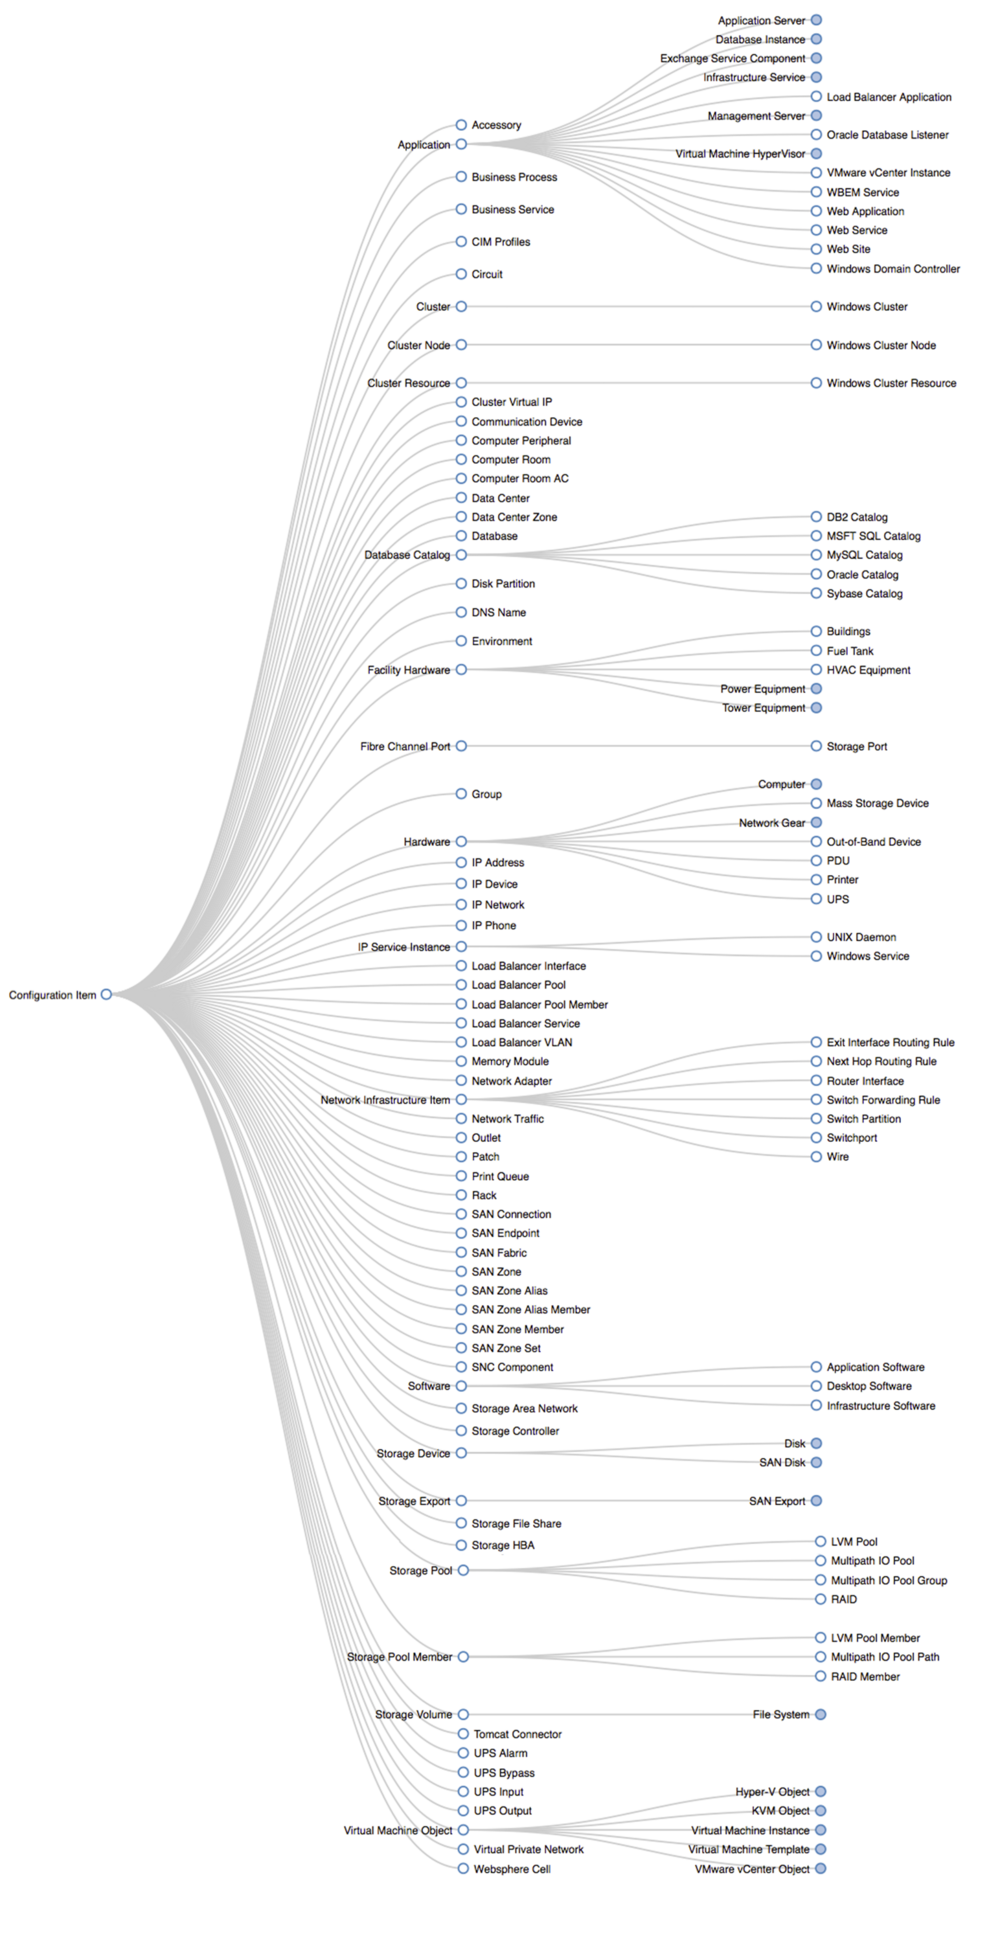 Application Server
Database Instance
Exchange Service Component
Infrastructure Service
Load Balancer Application
Management Server
Oracle Database Listener
Virtual Machine HyperVisor
VMware vCenter Instance
WBEM Service
Web Application
Web Service
Web Site
Windows Domain Controller
Accessory
Application
Business Process
Business Service
CIM Profiles
Circuit
Cluster
Windows Cluster
Cluster Node
Windows Cluster Node
Cluster Resource
Windows Cluster Resource
Cluster Virtual IP
Communication Device
Computer Peripheral
Computer Room
Computer Room AC
Data Center
Data Center Zone
Database
Database Catalog
DB2 Catalog
MSFT SQL Catalog
MySQL Catalog
Oracle Catalog
Sybase Catalog
Disk Partition
DNS Name
Environment
Facility Hardware
Buildings
Fuel Tank
HVAC Equipment
Power Equipment
Tower Equipment
Fibre Channel Port
Storage Port
Group
Hardware
Computer
Mass Storage Device
Network Gear
Out-of-Band Device
PDU
Printer
UPS
IP Address
IP Device
IP Network
IP Phone
IP Service Instance
UNIX Daemon
Windows Service
Load Balancer Interface
Load Balancer Pool
Configuration Item
Load Balancer Pool Member
Load Balancer Service
Load Balancer VLAN
Memory Module
Network Adapter
Network Infrastructure Item
Exit Interface Routing Rule
Next Hop Routing Rule
Router Interface
Switch Forwarding Rule
Switch Partition
Switchport
Wire
Network Traffic
Outlet
Patch
Print Queue
Rack
SAN Connection
SAN Endpoint
SAN Fabric
SAN Zone
SAN Zone Alias
SAN Zone Alias Member
SAN Zone Member
SAN Zone Set
SNC Component
Software
Application Software
Desktop Software
Infrastructure Software
Storage Area Network
Storage Controller
Storage Device
Disk
SAN Disk
Storage Export
SAN Export
Storage File Share
Storage HBA
Storage Pool
LVM Pool
Multipath IO Pool
Multipath IO Pool Group
RAID
Storage Pool Member
LVM Pool Member
Multipath IO Pool Path
RAID Member
Storage Volume
File System
Tomcat Connector
UPS Alarm
UPS Bypass
UPS Input
UPS Output
Virtual Machine Object
Hyper-V Object
KVM Object
Virtual Machine Instance
Virtual Machine Template
VMware vCenter Object
Virtual Private Network
Websphere Cell